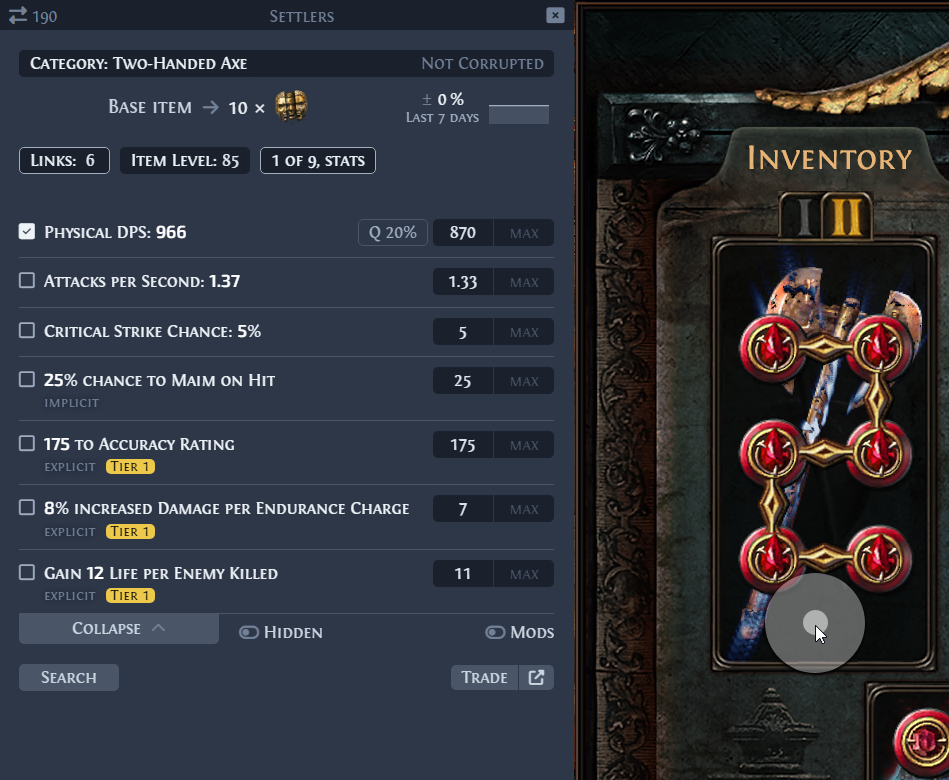 190 Settlers
Category: Two-Handed Axe Not Corrupted
Base item → 10 ×
± 0 %
Last 7 days
Links: 6 Item Level: 85 1 of 9, stats
Physical DPS: 966 Q 20% 870 MAX
Attacks per Second: 1.37 1.33 MAX
Critical Strike Chance: 5% 5 MAX
25% chance to Maim on Hit 25 MAX
implicit
175 to Accuracy Rating 175 MAX
explicit Tier 1
8% increased Damage per Endurance Charge 7 MAX
explicit Tier 1
Gain 12 Life per Enemy Killed 11 MAX
explicit Tier 1
Collapse Hidden Mods
Search Trade
Inventory
I II